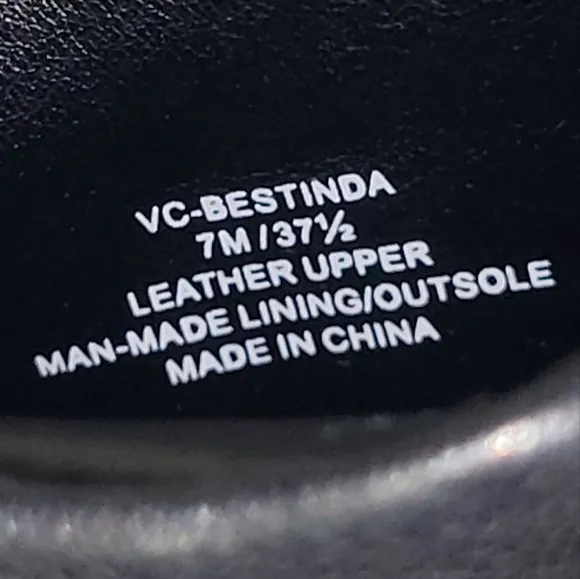 VC-BESTINDA
7M/37½
LEATHER UPPER
MAN-MADE LINING/OUTSOLE
MADE IN CHINA